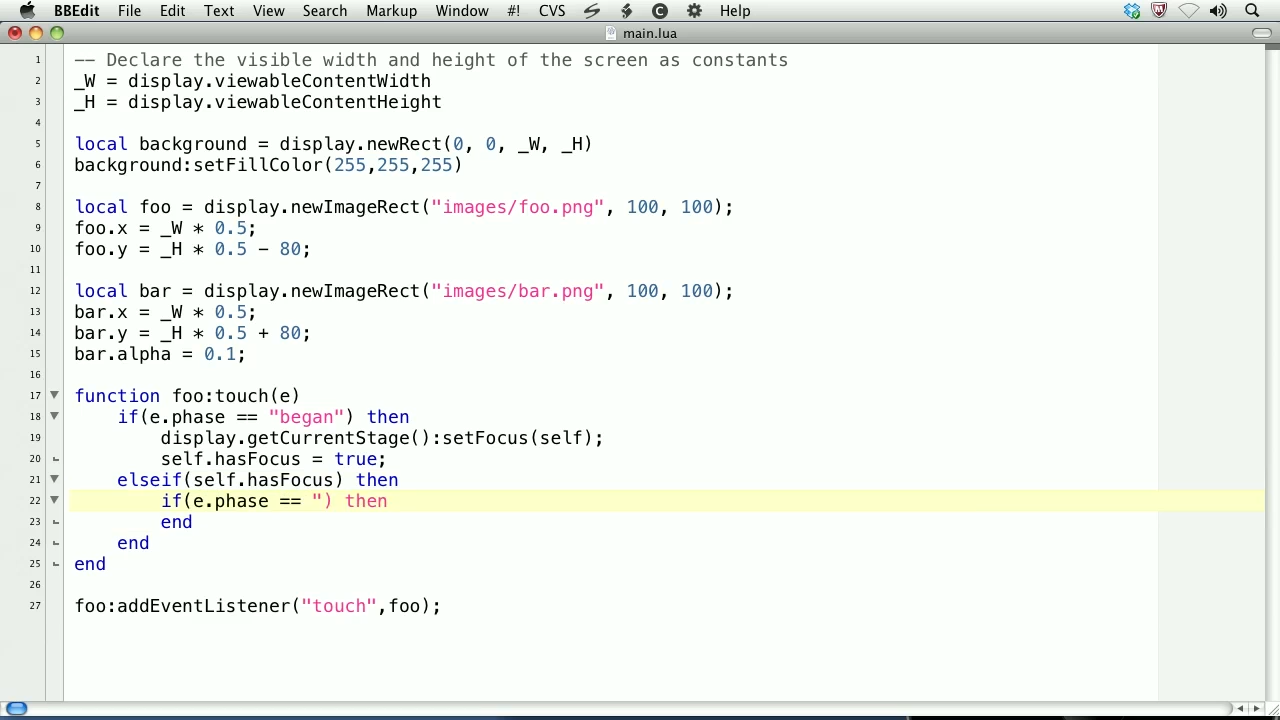 BBEdit File Edit Text View Search Markup Window #! CVS Help
main.lua
1 -- Declare the visible width and height of the screen as constants
2 _W = display.viewableContentWidth
3 _H = display.viewableContentHeight
4
5 local background = display.newRect(0, 0, _W, _H)
6 background:setFillColor(255,255,255)
7
8 local foo = display.newImageRect("images/foo.png", 100, 100);
9 foo.x = _W * 0.5;
10 foo.y = _H * 0.5 - 80;
11
12 local bar = display.newImageRect("images/bar.png", 100, 100);
13 bar.x = _W * 0.5;
14 bar.y = _H * 0.5 + 80;
15 bar.alpha = 0.1;
16
17 function foo:touch(e)
18 if(e.phase == "began") then
19 display.getCurrentStage():setFocus(self);
20 self.hasFocus = true;
21 elseif(self.hasFocus) then
22 if(e.phase == ") then
23 end
24 end
25 end
26
27 foo:addEventListener("touch",foo);